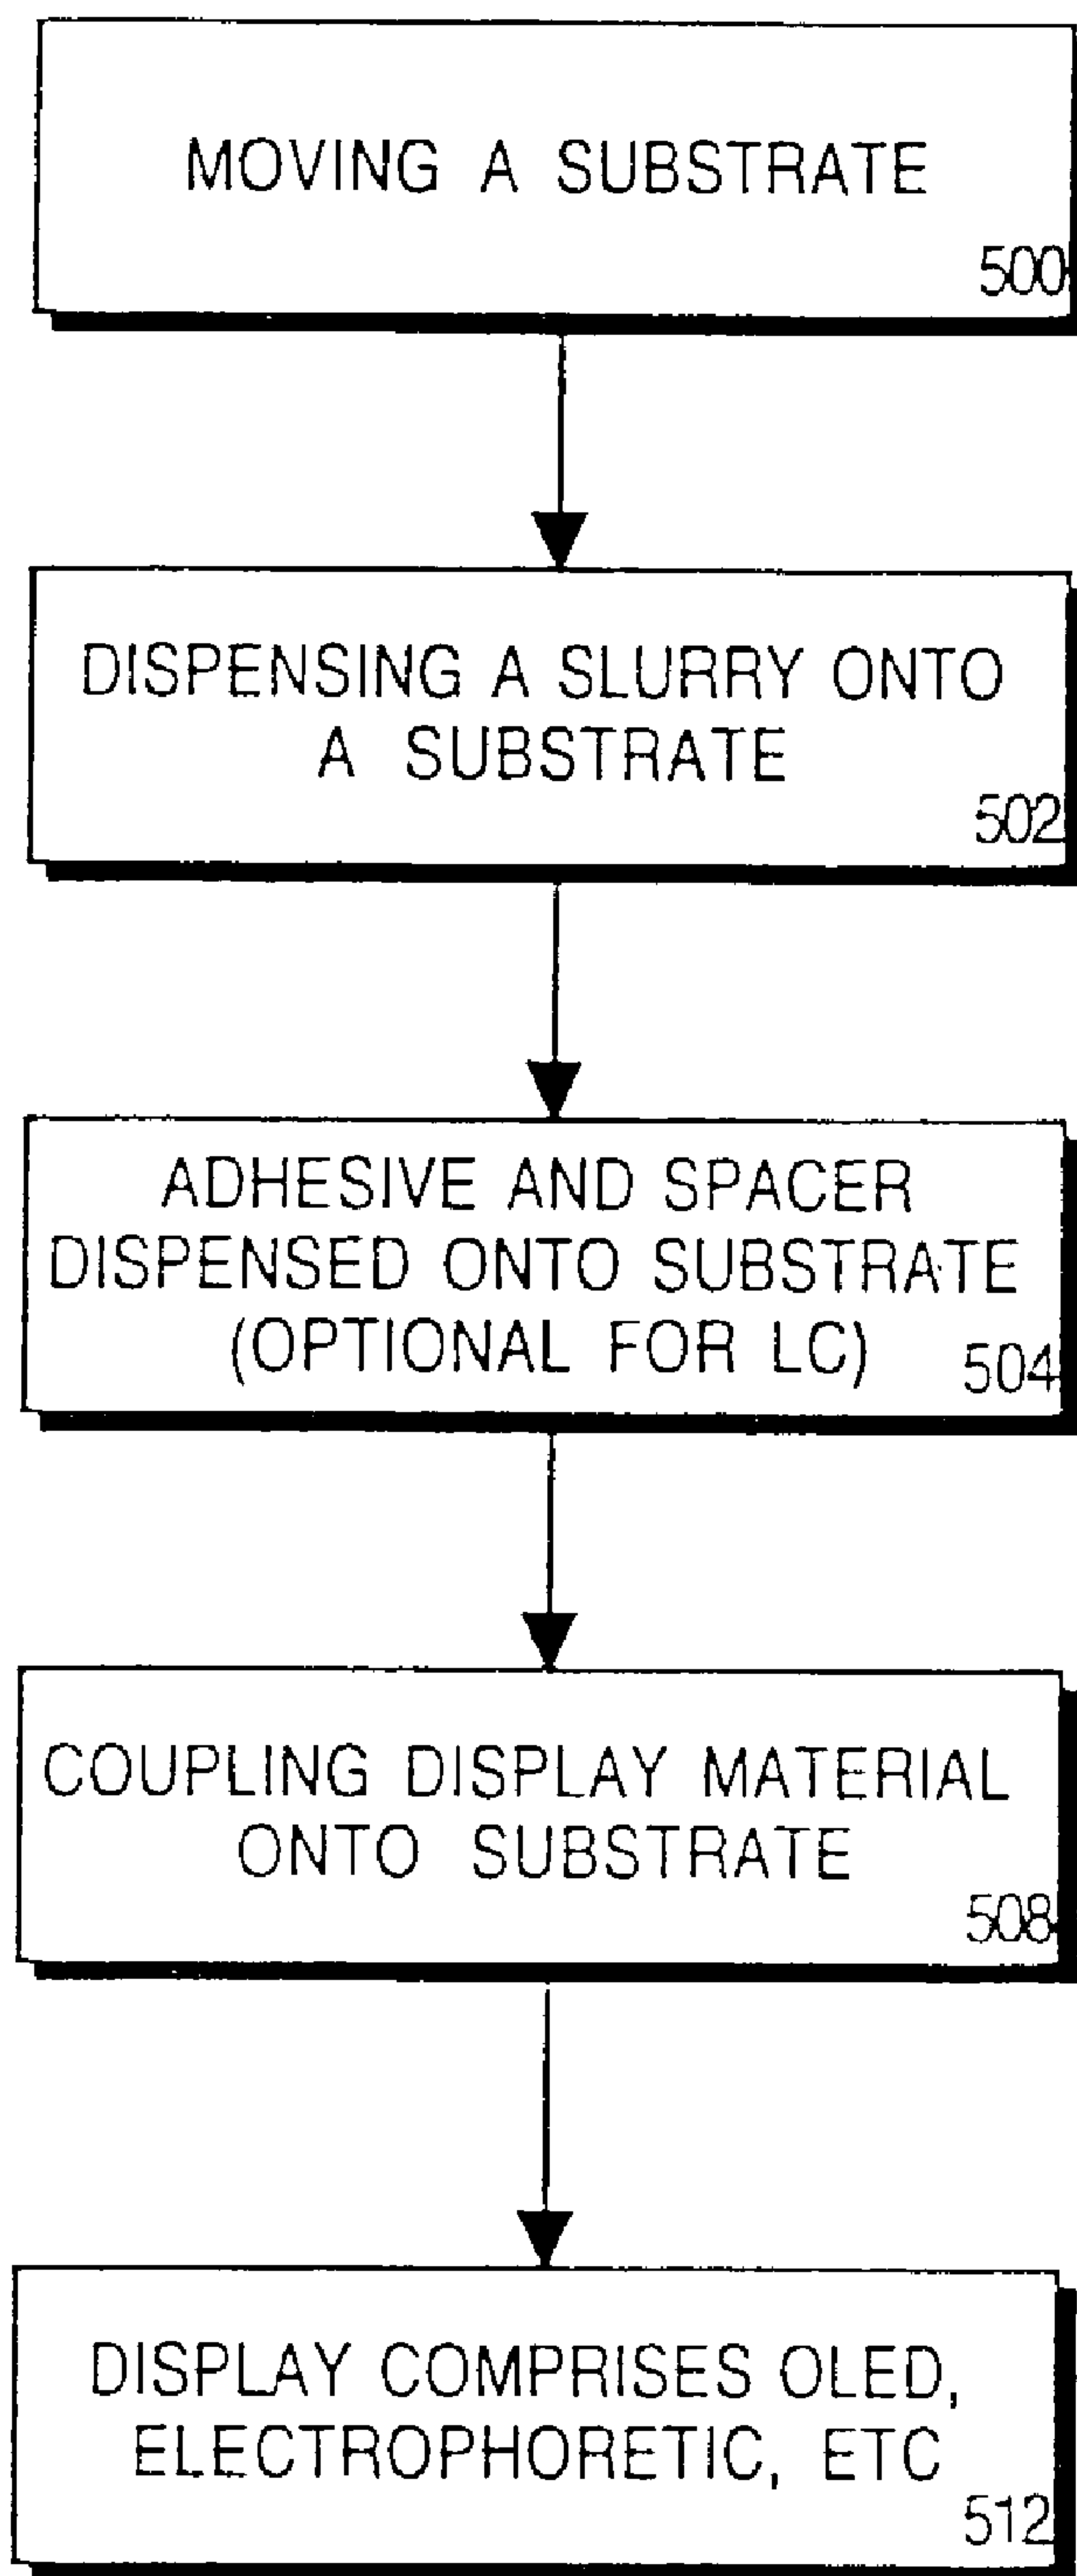 MOVING A SUBSTRATE
500
DISPENSING A SLURRY ONTO
A SUBSTRATE
502
ADHESIVE AND SPACER
DISPENSED ONTO SUBSTRATE
(OPTIONAL FOR LC)
504
COUPLING DISPLAY MATERIAL
ONTO SUBSTRATE
508
DISPLAY COMPRISES OLED,
ELECTROPHORETIC, ETC
512